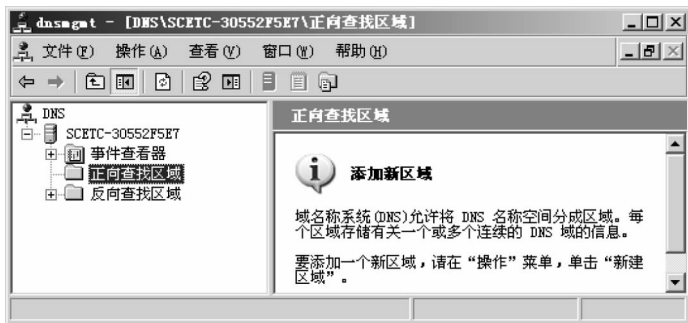 dnsmgmt - [DNS\SCETC-30552F5E7\正向查找区域]
文件(F) 操作(A) 查看(V) 窗口(W) 帮助(H)
DNS
SCETC-30552F5E7
事件查看器
正向查找区域
反向查找区域
正向查找区域
添加新区域
域名称系统(DNS)允许将 DNS 名称空间分成区域。每
个区域存储有关一个或多个连续的 DNS 域的信息。
要添加一个新区域，请在“操作”菜单，单击“新建
区域”。